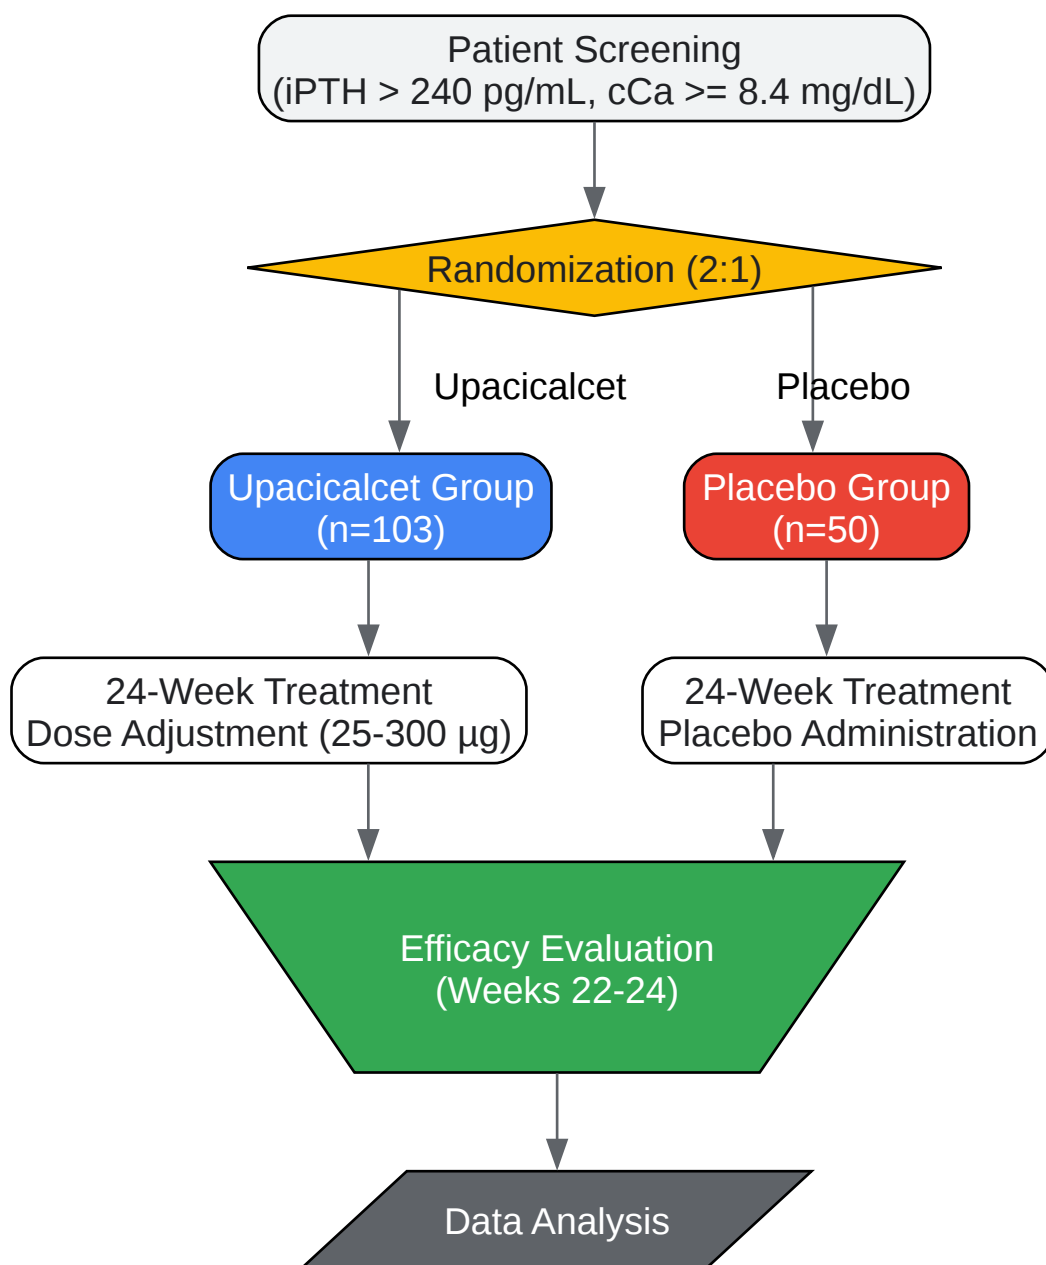 Patient Screening
(iPTH > 240 pg/mL, cCa >= 8.4 mg/dL)
Randomization (2:1)
Upacicalcet
Placebo
Upacicalcet Group
(n=103)
Placebo Group
(n=50)
24-Week Treatment
Dose Adjustment (25-300 µg)
24-Week Treatment
Placebo Administration
Efficacy Evaluation
(Weeks 22-24)
Data Analysis